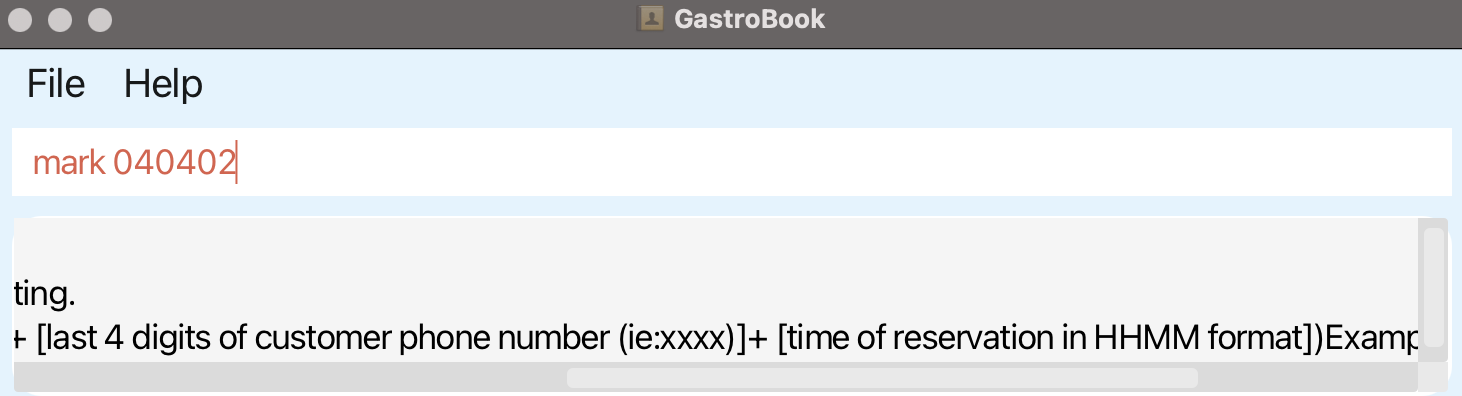 GastroBook
File Help
mark 040402
ting.
+ [last 4 digits of customer phone number (ie:xxxx)]+ [time of reservation in HHMM format])Examp